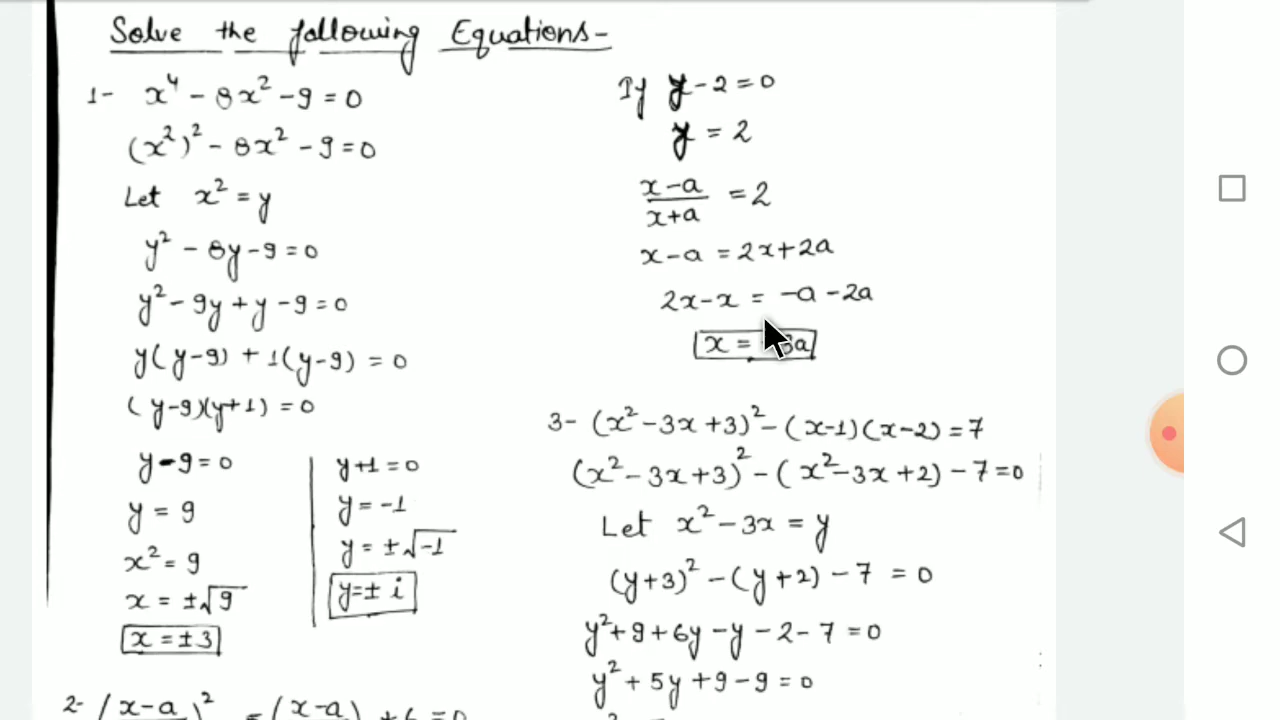 Solve the following Equations-
1- x⁴ - 8x² - 9 = 0
(x²)² - 8x² - 9 = 0
Let x² = y
y² - 8y - 9 = 0
y² - 9y + y - 9 = 0
y(y-9) + 1(y-9) = 0
(y-9)(y+1) = 0
y-9=0
y = 9
x² = 9
x = ±√9
x = ±3
y+1=0
y = -1
y = ±√-1
y=± i
2- (x-a
)² (x-a
If y - 2 = 0
y = 2
x-a
x+a = 2
x-a = 2x+2a
2x-x = -a-2a
x = 3a
3- (x²-3x+3)² - (x-1)(x-2) = 7
(x²-3x+3)² - (x²-3x+2) - 7 = 0
Let x² - 3x = y
(y+3)² - (y+2) - 7 = 0
y²+9+6y-y-2-7=0
y² + 5y + 9 - 9 = 0